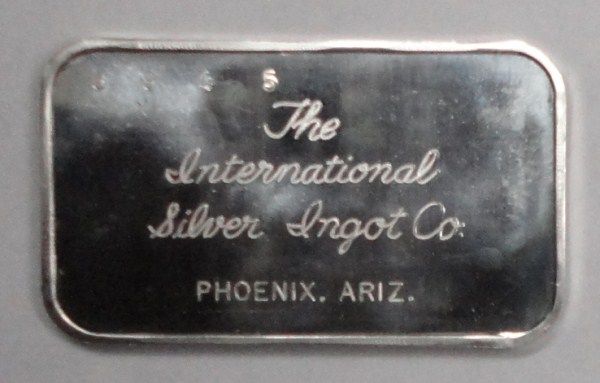 The
International
Silver Ingot Co.
PHOENIX. ARIZ.